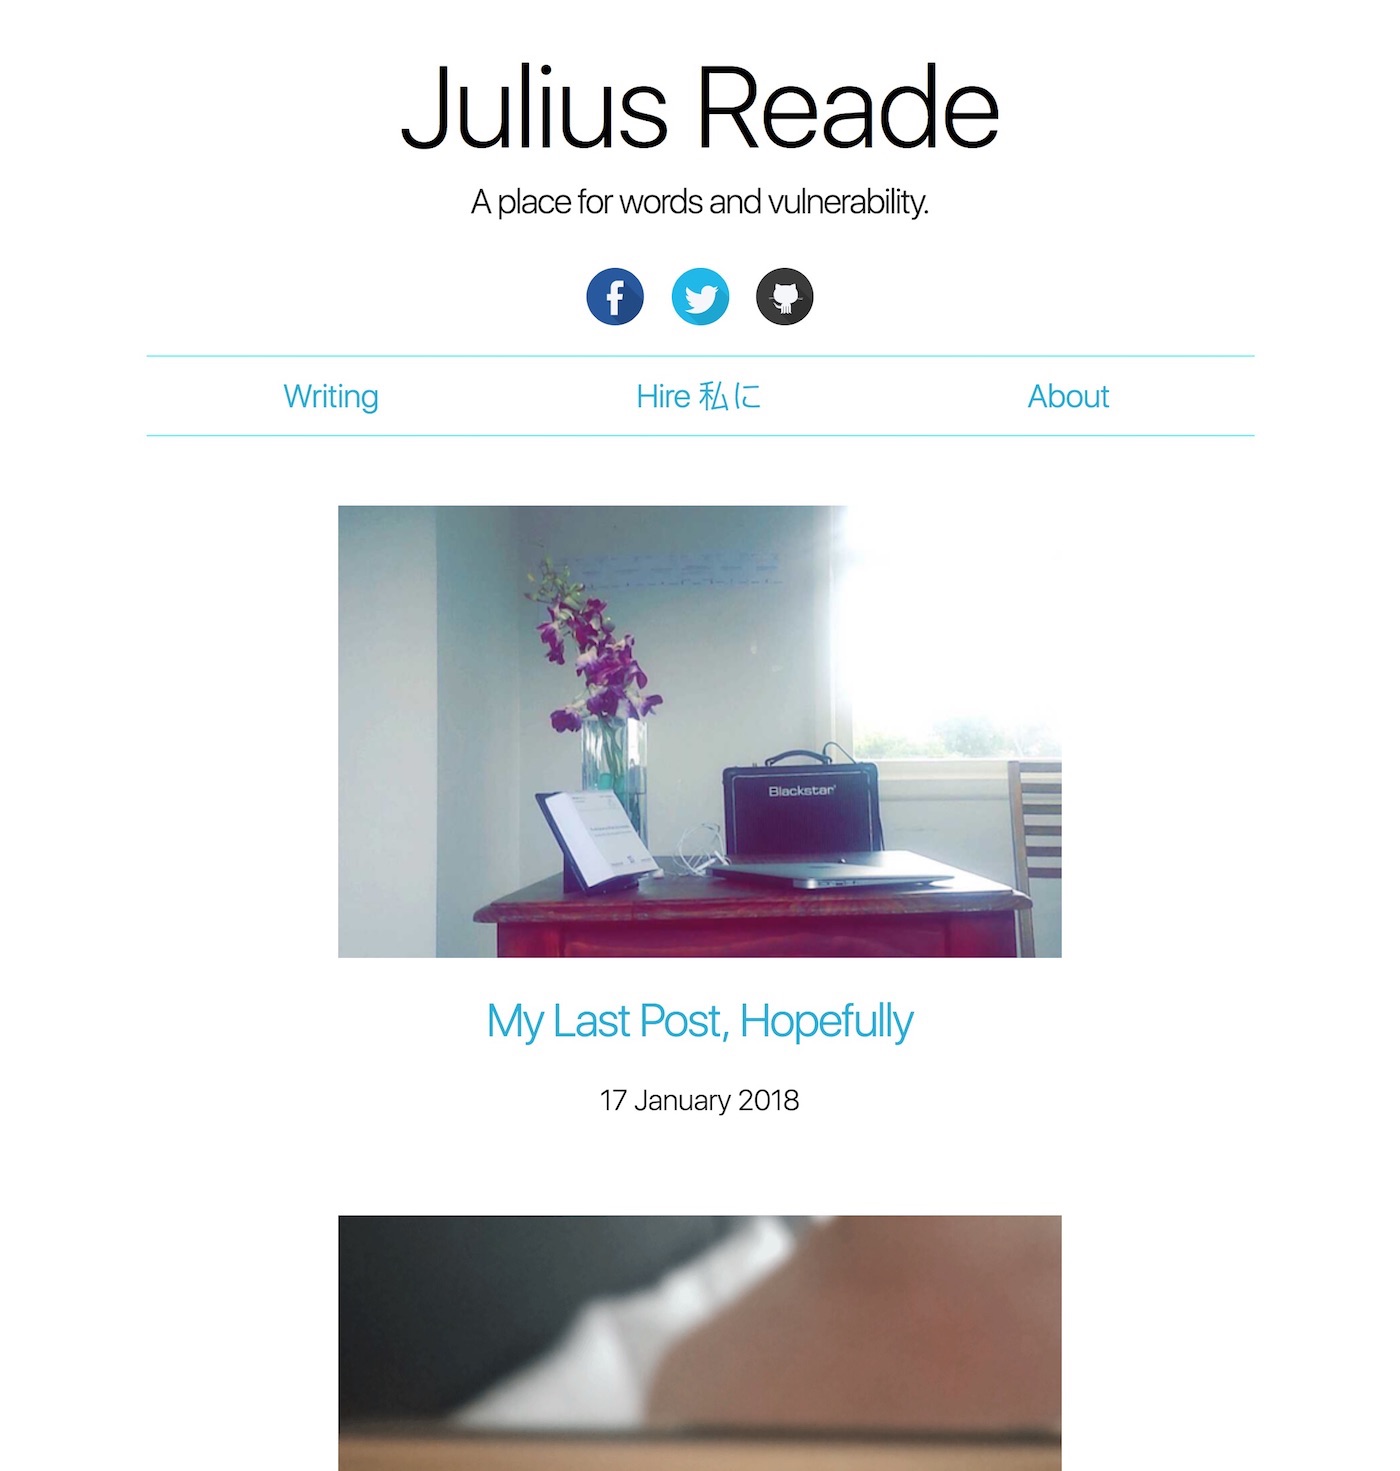 Julius Reade
A place for words and vulnerability.
Writing
Hire 私に
About
Blackstar
My Last Post, Hopefully
17 January 2018